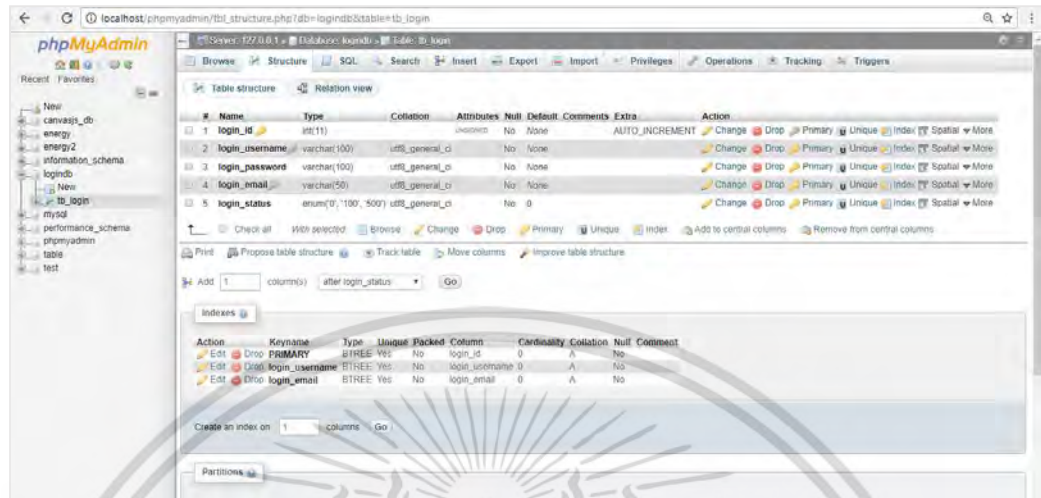 localhost/phpmyadmin/tbl_structure.php?db=logindb&table=tb_login
phpMyAdmin
Recent Favorites
New
canvasjs_db
energy
energy2
information_schema
logindb
New
tb_login
mysql
performance_schema
phpmyadmin
table
test
Server: 127.0.0.1 » Database: logindb » Table: tb_login
Browse Structure SQL Search Insert Export Import Privileges Operations Tracking Triggers
Table structure Relation view
# Name Type Collation Attributes Null Default Comments Extra Action
1 login_id int(11) UNSIGNED No None AUTO_INCREMENT Change Drop Primary Unique Index Spatial More
2 login_username varchar(100) utf8_general_ci No None Change Drop Primary Unique Index Spatial More
3 login_password varchar(100) utf8_general_ci No None Change Drop Primary Unique Index Spatial More
4 login_email varchar(50) utf8_general_ci No None Change Drop Primary Unique Index Spatial More
5 login_status enum('0', '100', '500') utf8_general_ci No 0 Change Drop Primary Unique Index Spatial More
Check all With selected: Browse Change Drop Primary Unique Index Add to central columns Remove from central columns
Print Propose table structure Track table Move columns Improve table structure
Add 1 column(s) after login_status Go
Indexes
Action Keyname Type Unique Packed Column Cardinality Collation Null Comment
Edit Drop PRIMARY BTREE Yes No login_id 0 A No
Edit Drop login_username BTREE Yes No login_username 0 A No
Edit Drop login_email BTREE Yes No login_email 0 A No
Create an index on 1 columns Go
Partitions